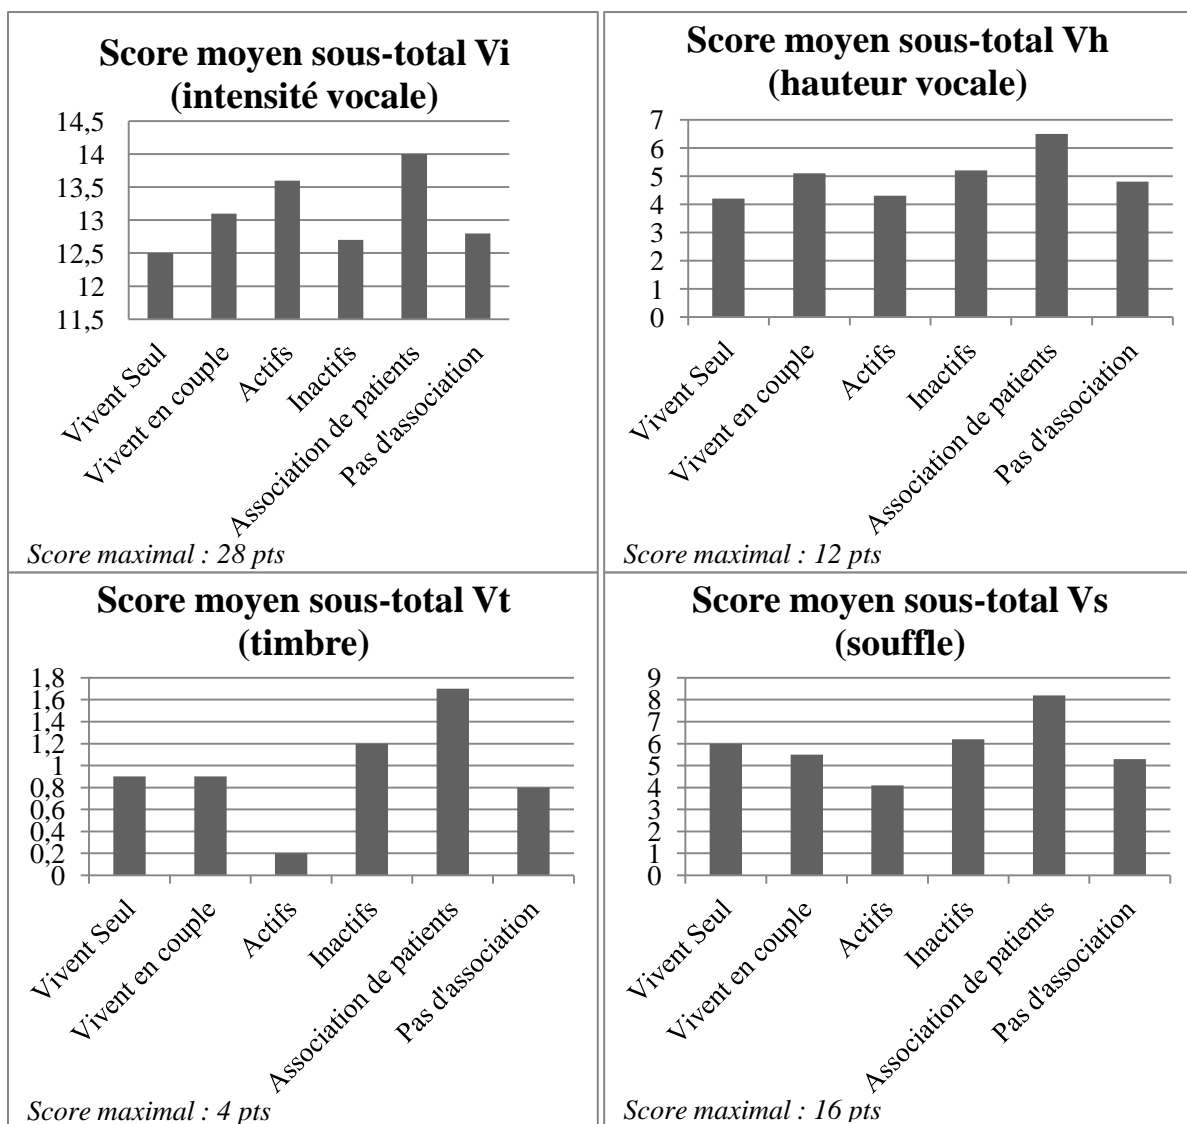 Score moyen sous-total Vi
(intensité vocale)
14,5
14
13,5
13
12,5
12
11,5
Vivent Seul
Vivent en couple
Actifs
Inactifs
Association de patients
Pas d'association
Score maximal : 28 pts
Score moyen sous-total Vh
(hauteur vocale)
7
6
5
4
3
2
1
0
Vivent Seul
Vivent en couple
Actifs
Inactifs
Association de patients
Pas d'association
Score maximal : 12 pts
Score moyen sous-total Vt
(timbre)
1,8
1,6
1,4
1,2
1
0,8
0,6
0,4
0,2
0
Vivent Seul
Vivent en couple
Actifs
Inactifs
Association de patients
Pas d'association
Score maximal : 4 pts
Score moyen sous-total Vs
(souffle)
9
8
7
6
5
4
3
2
1
0
Vivent Seul
Vivent en couple
Actifs
Inactifs
Association de patients
Pas d'association
Score maximal : 16 pts